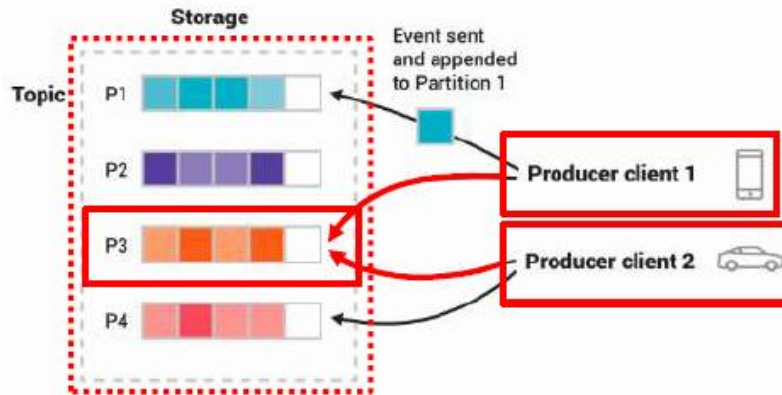 Storage
Event sent
and appended
to Partition 1
Topic
P1
P2
P3
P4
Producer client 1
Producer client 2